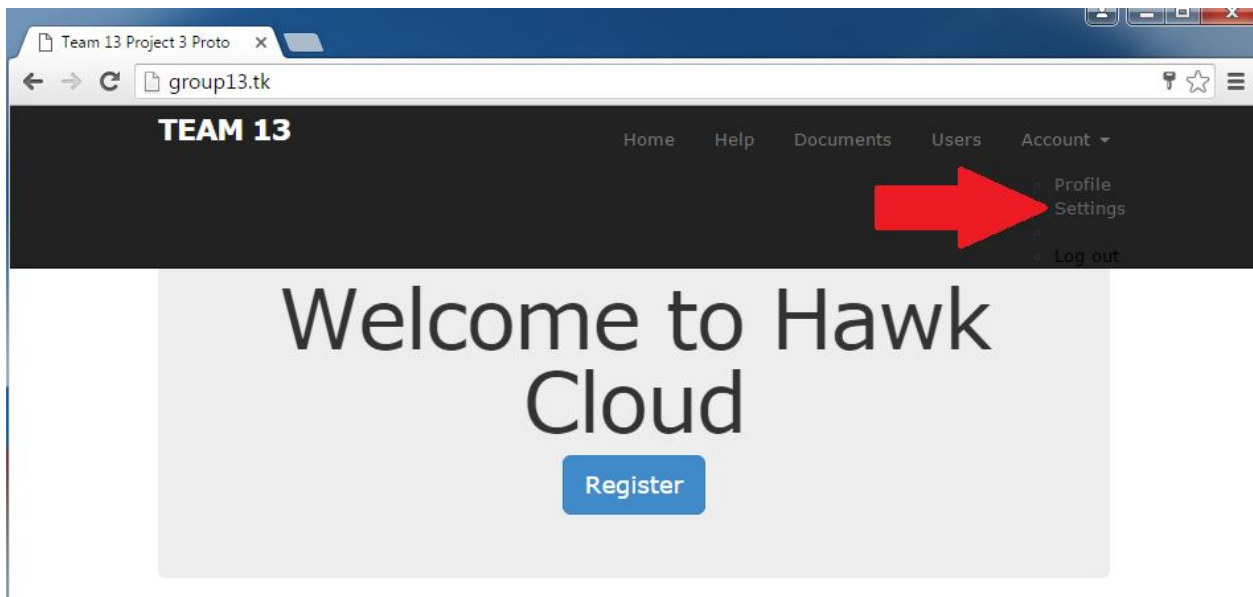 Team 13 Project 3 Proto
group13.tk
TEAM 13
Home Help Documents Users Account
Profile
Settings
Log out
Welcome to Hawk
Cloud
Register